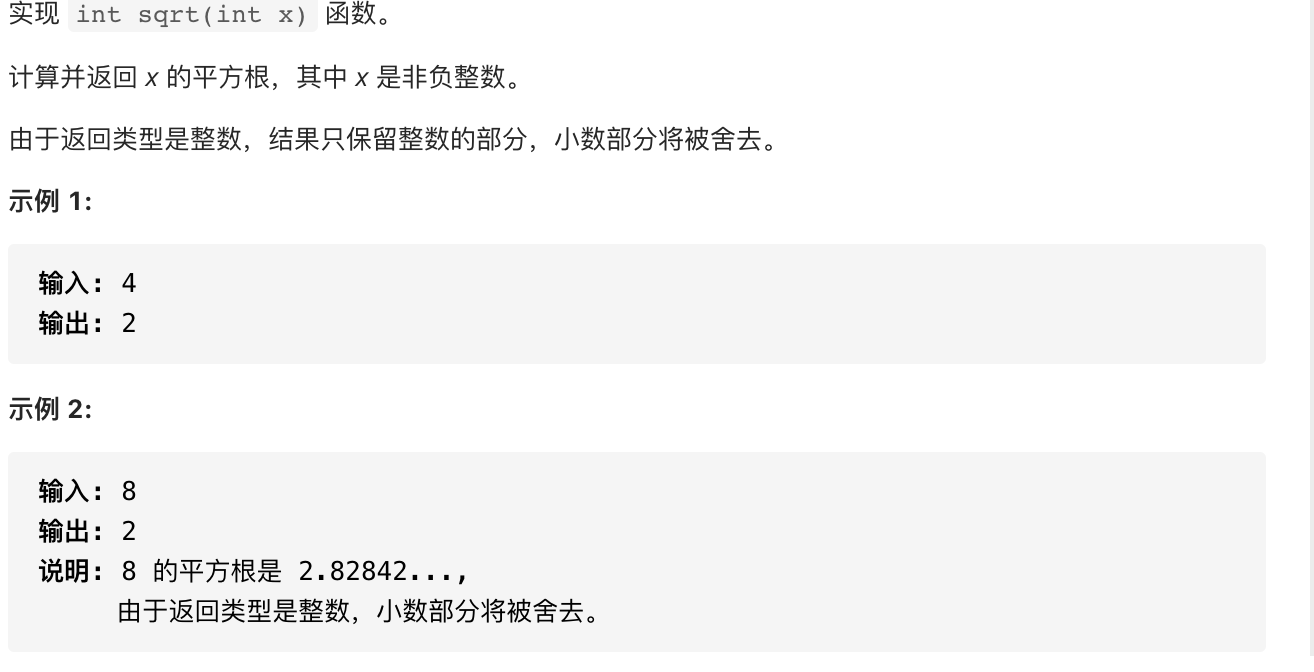 实现 int sqrt(int x) 函数。
计算并返回 x 的平方根，其中 x 是非负整数。
由于返回类型是整数，结果只保留整数的部分，小数部分将被舍去。
示例 1:
输入: 4
输出: 2
示例 2:
输入: 8
输出: 2
说明: 8 的平方根是 2.82842...,
由于返回类型是整数，小数部分将被舍去。